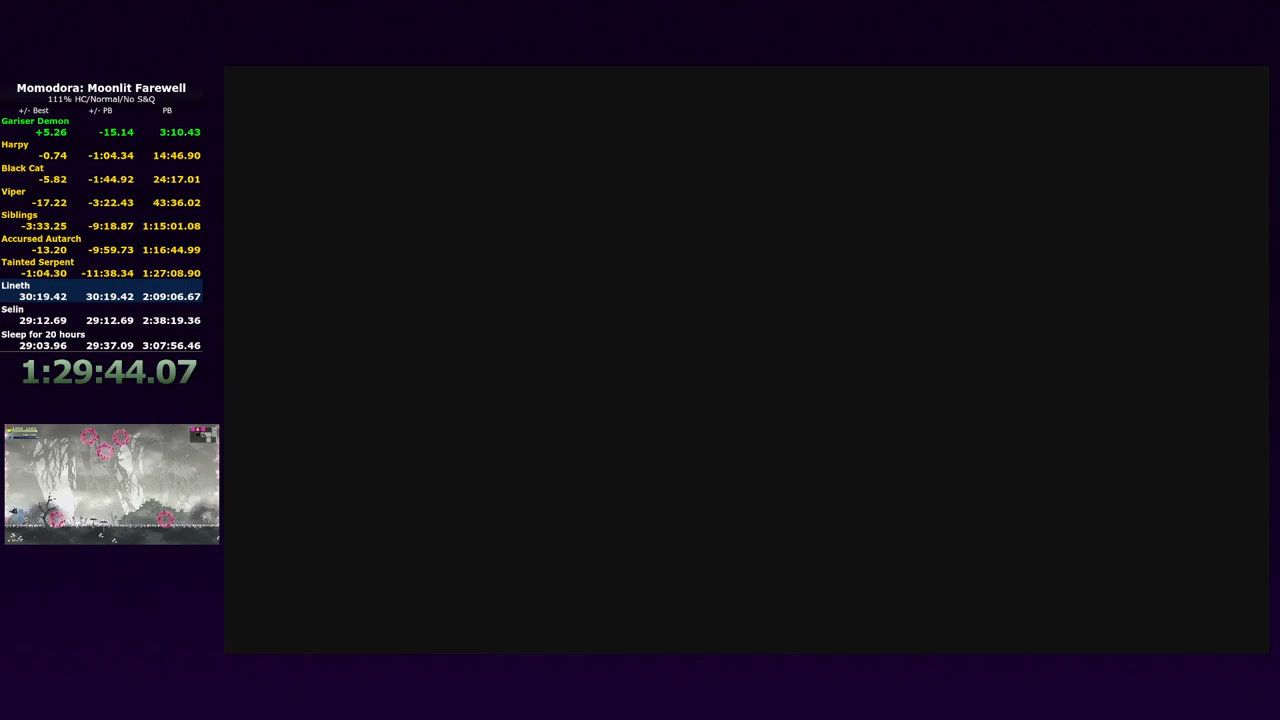 Momodora: Moonlit Farewell
111% HC/Normal/No S&Q
+/- Best +/- PB PB
Gariser Demon
+5.26 -15.14 3:10.43
Harpy
-0.74 -1:04.34 14:46.90
Black Cat
-5.82 -1:44.92 24:17.01
Viper
-17.22 -3:22.43 43:36.02
Siblings
-3:33.25 -9:18.87 1:15:01.08
Accursed Autarch
-13.20 -9:59.73 1:16:44.99
Tainted Serpent
-1:04.30 -11:38.34 1:27:08.90
Lineth
30:19.42 30:19.42 2:09:06.67
Selin
29:12.69 29:12.69 2:38:19.36
Sleep for 20 hours
29:03.96 29:37.09 3:07:56.46
1:29:44.07